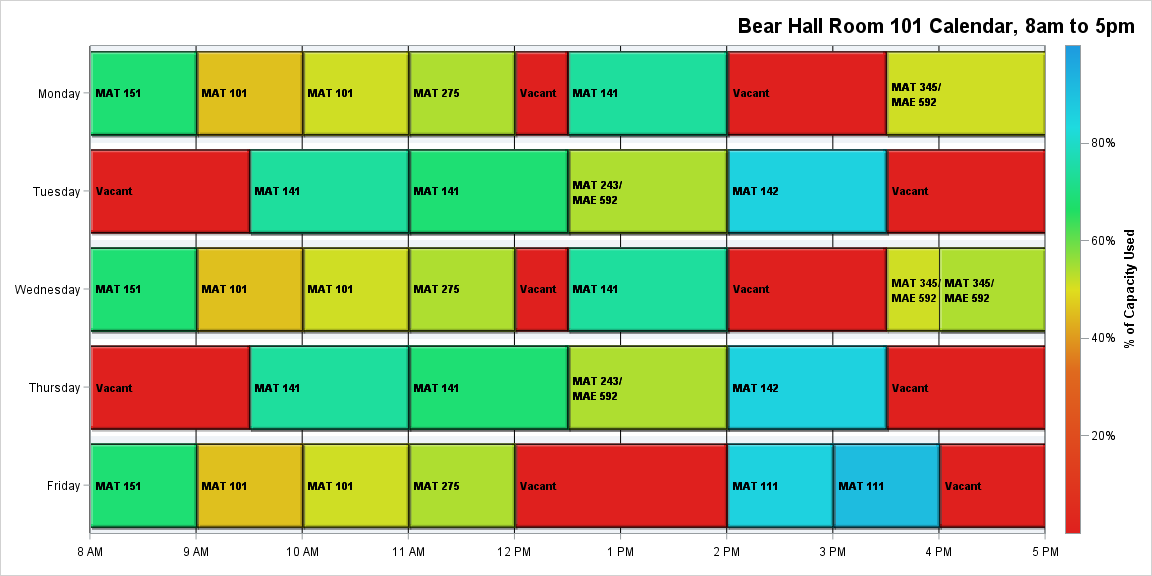 Bear Hall Room 101 Calendar, 8am to 5pm
Monday
MAT 151
MAT 101
MAT 101
MAT 275
Vacant
MAT 141
Vacant
MAT 345/
MAE 592
Tuesday
Vacant
MAT 141
MAT 141
MAT 243/
MAE 592
MAT 142
Vacant
Wednesday
MAT 151
MAT 101
MAT 101
MAT 275
Vacant
MAT 141
Vacant
MAT 345/
MAE 592
MAT 345/
MAE 592
Thursday
Vacant
MAT 141
MAT 141
MAT 243/
MAE 592
MAT 142
Vacant
Friday
MAT 151
MAT 101
MAT 101
MAT 275
Vacant
MAT 111
MAT 111
Vacant
8 AM
9 AM
10 AM
11 AM
12 PM
1 PM
2 PM
3 PM
4 PM
5 PM
80%
60%
40%
20%
% of Capacity Used